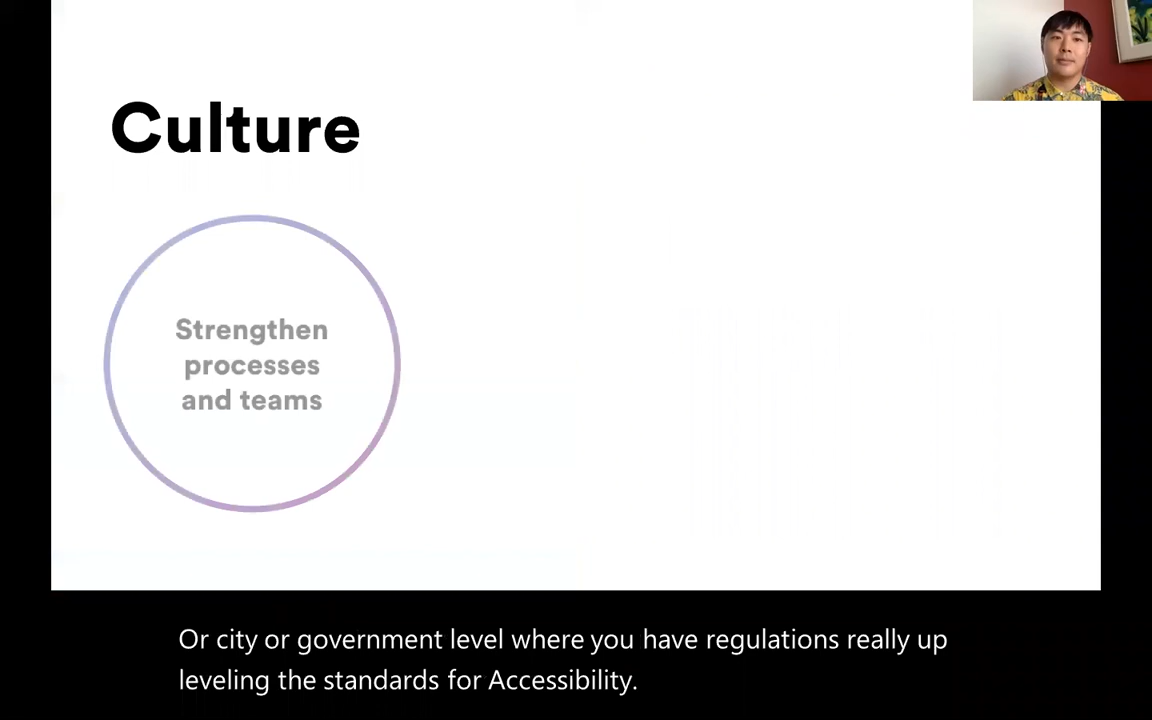 Culture
Strengthen
processes
and teams
Or city or government level where you have regulations really up
leveling the standards for Accessibility.